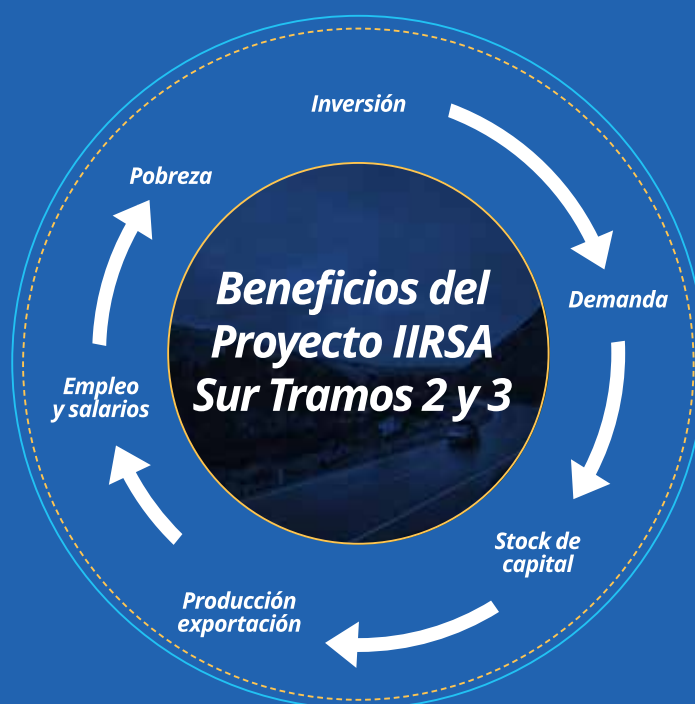 Inversión
Pobreza
Beneficios del
Proyecto IIRSA
Sur Tramos 2 y 3
Demanda
Empleo
y salarios
Stock de
capital
Producción
exportación